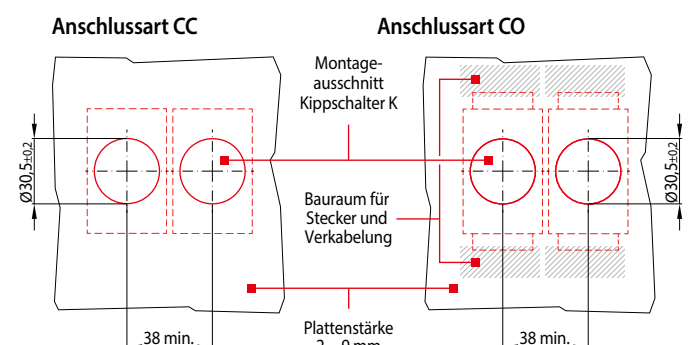 Anschlussart CC
Anschlussart CO
Montage-
ausschnitt
Kippschalter K
Ø30,5±0,2
Ø30,5±0,2
Bauraum für
Stecker und
Verkabelung
Plattenstärke
38 min.
38 min.